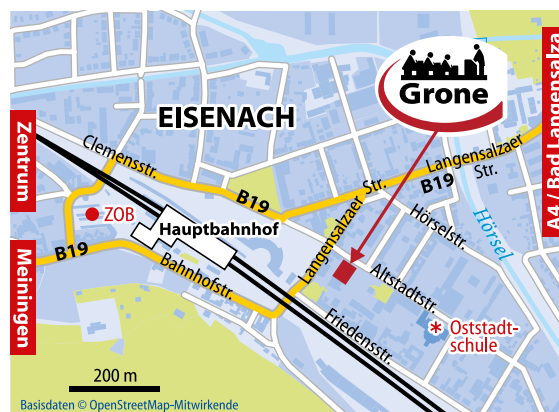 Grone
EISENACH
A4 / Bad Langensalza
Zentrum
Clemensstr.
Langensalzaer
Str.
B19
B19
Langensalzaer
Str.
ZOB
Hauptbahnhof
Hörselstr.
Hörsel
B19
Bahnhofstr.
Altstadtstr.
Meiningen
Friedensstr.
Oststadt-
schule
200 m
Basisdaten © OpenStreetMap-Mitwirkende